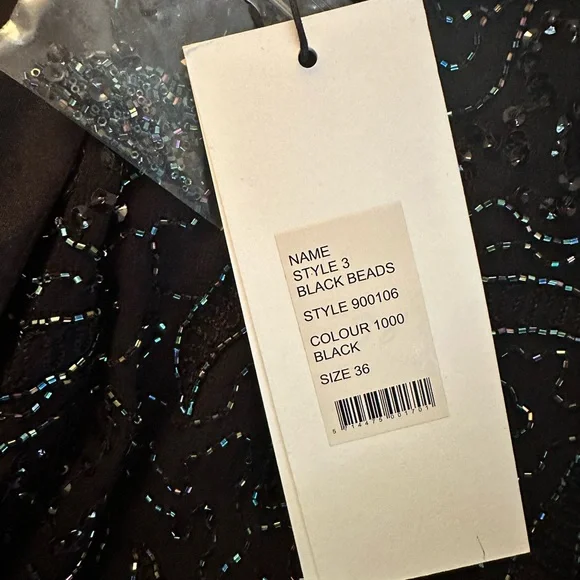 NAME
STYLE 3
BLACK BEADS
STYLE 900106
COLOUR 1000
BLACK
SIZE 36